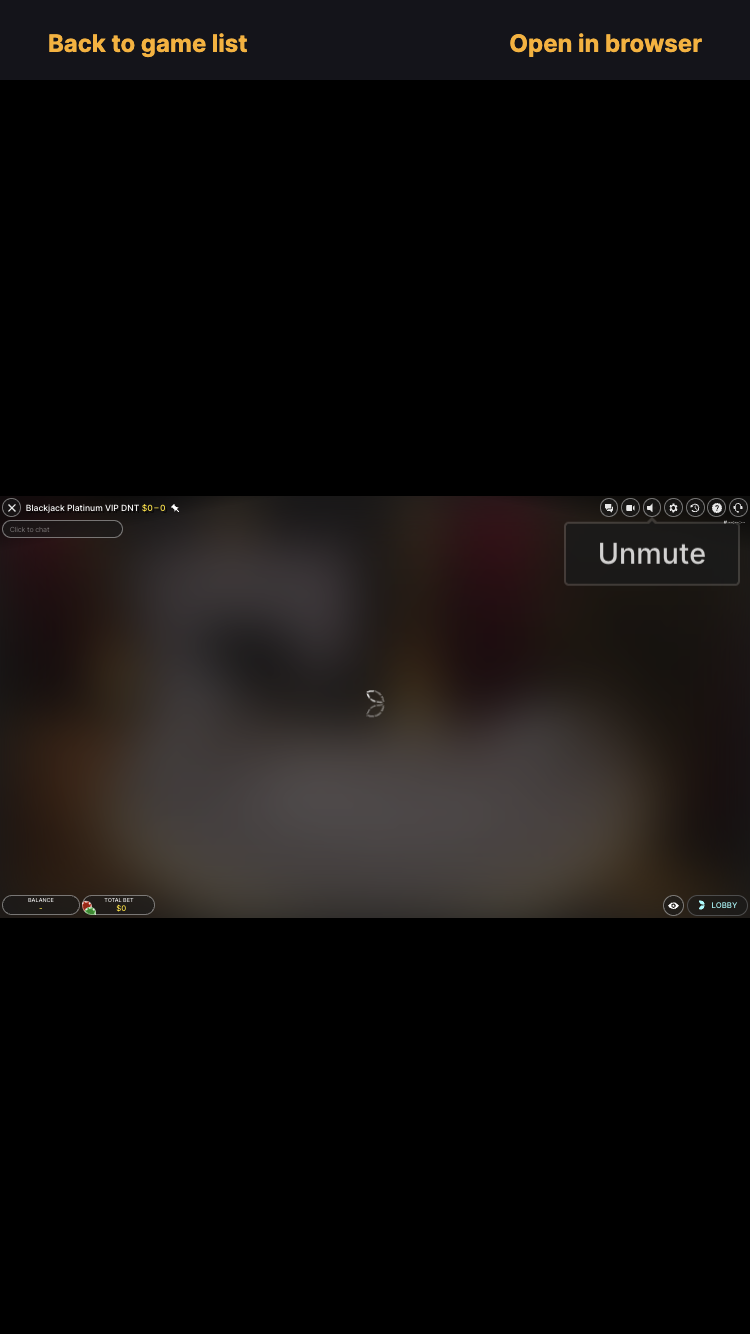 Back to game list
Open in browser
Blackjack Platinum VIP DNT $0–0
Click to chat
Unmute
BALANCE
-
TOTAL BET
$0
LOBBY